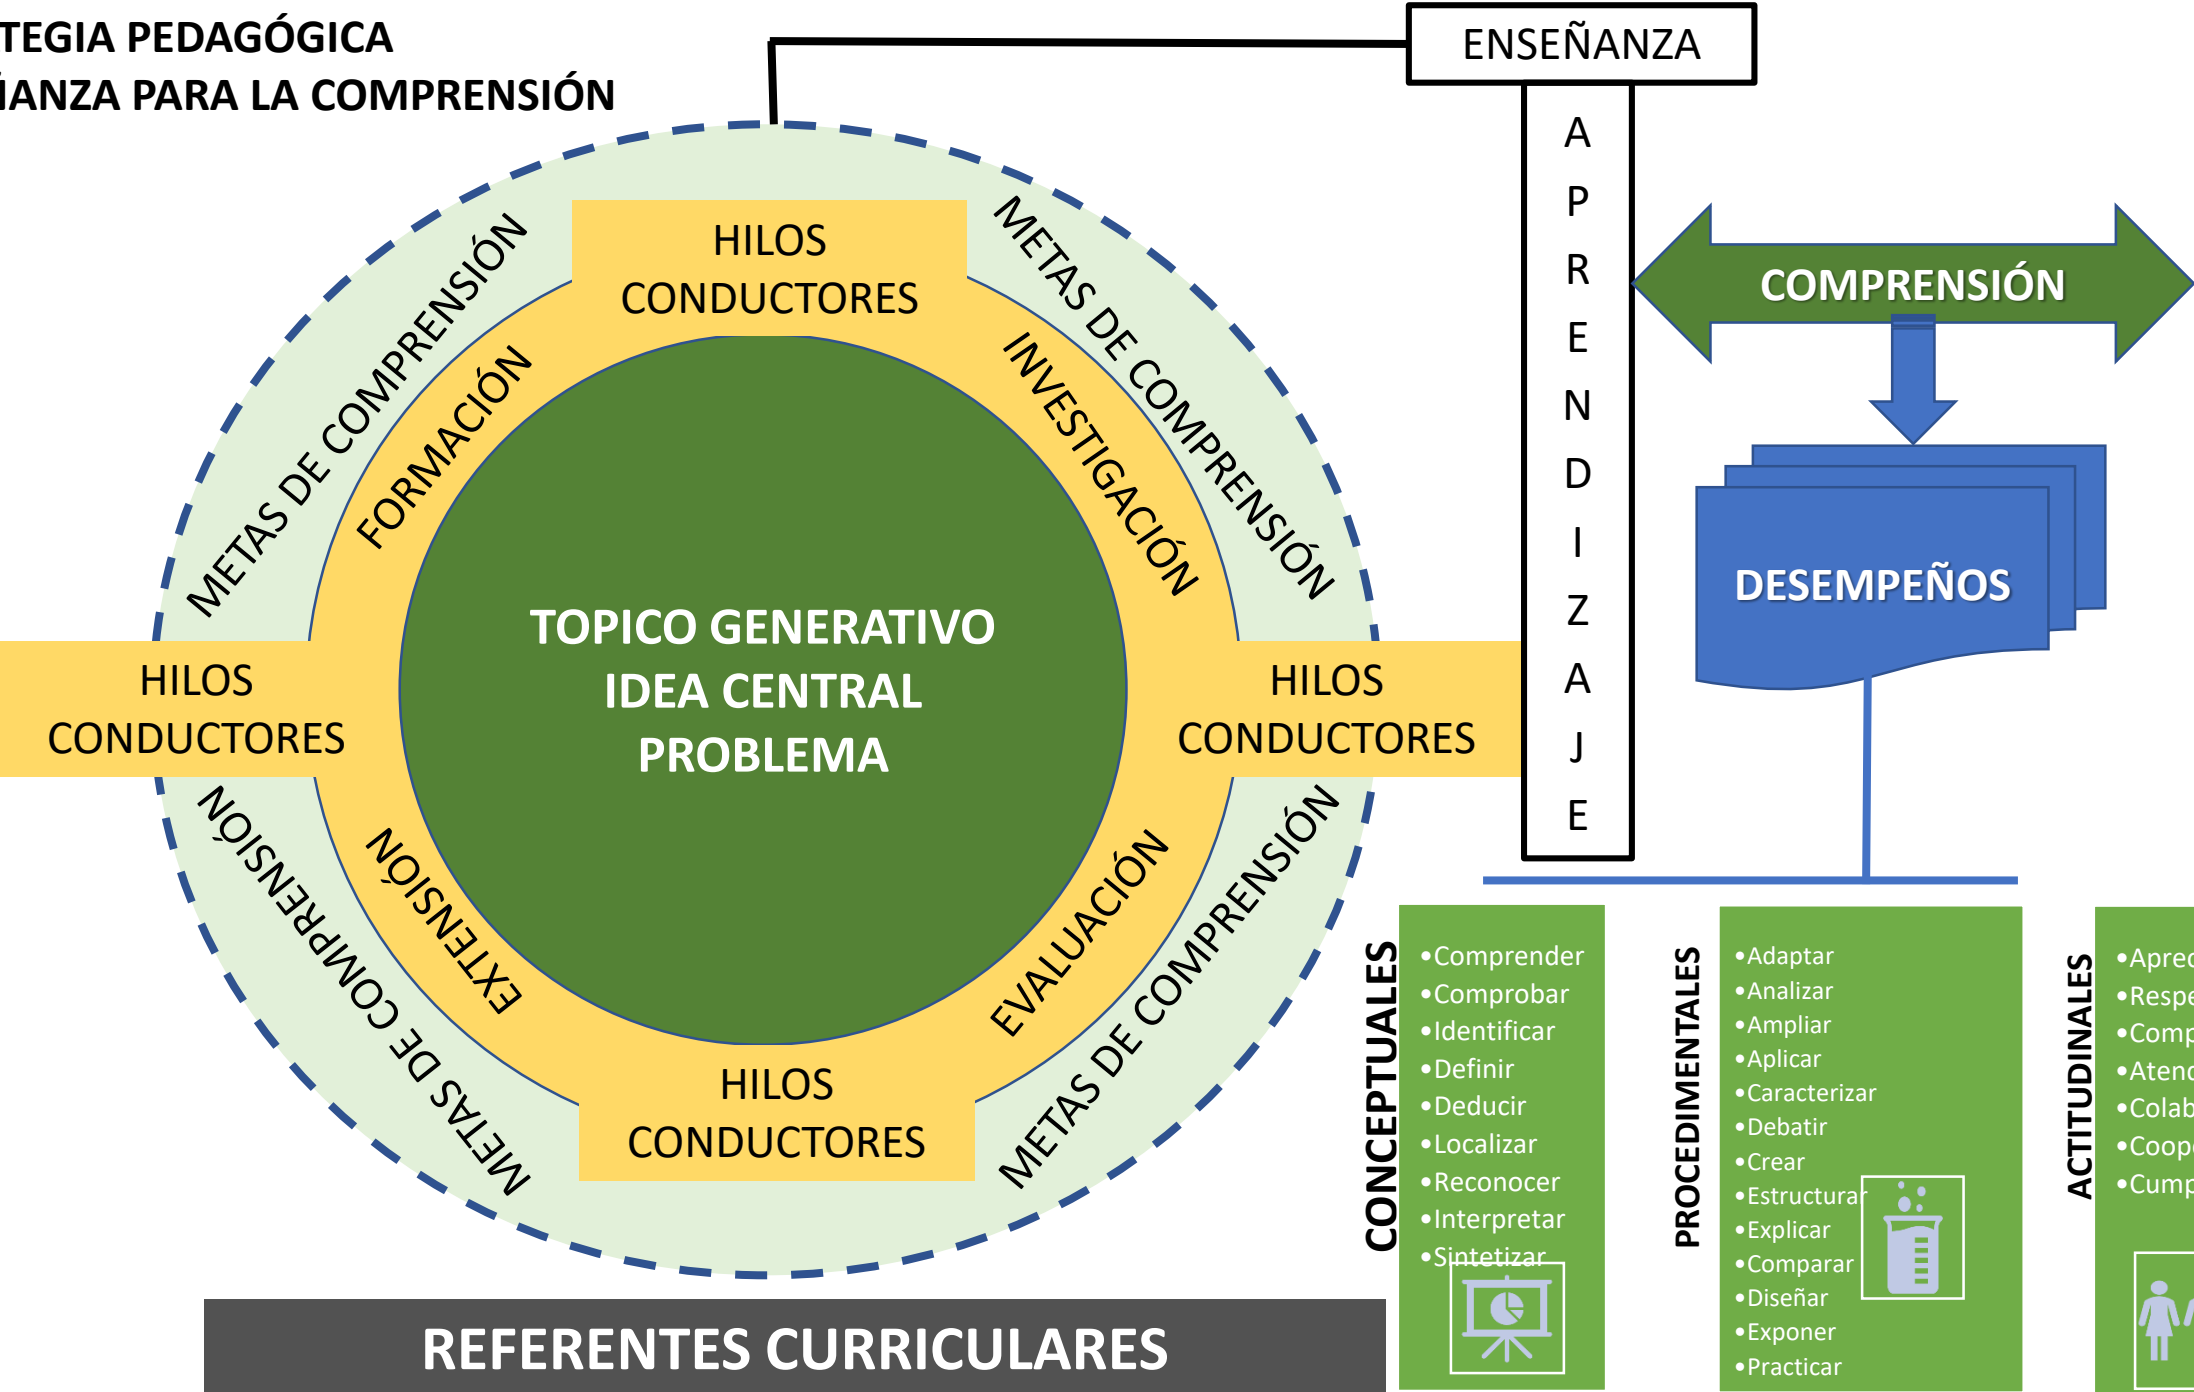 TEGIA PEDAGÓGICA
ÑANZA PARA LA COMPRENSIÓN
ENSEÑANZA
APRENDIZAJE
COMPRENSIÓN
DESEMPEÑOS
METAS DE COMPRENSIÓN
HILOS
CONDUCTORES
METAS DE COMPRENSIÓN
FORMACIÓN
INVESTIGACIÓN
HILOS
CONDUCTORES
TOPICO GENERATIVO
IDEA CENTRAL
PROBLEMA
HILOS
CONDUCTORES
METAS DE COMPRENSIÓN
EXTENSIÓN
EVALUACIÓN
METAS DE COMPRENSIÓN
HILOS
CONDUCTORES
REFERENTES CURRICULARES
CONCEPTUALES
•Comprender
•Comprobar
•Identificar
•Definir
•Deducir
•Localizar
•Reconocer
•Interpretar
•Sintetizar
PROCEDIMENTALES
•Adaptar
•Analizar
•Ampliar
•Aplicar
•Caracterizar
•Debatir
•Crear
•Estructurar
•Explicar
•Comparar
•Diseñar
•Exponer
•Practicar
ACTITUDINALES